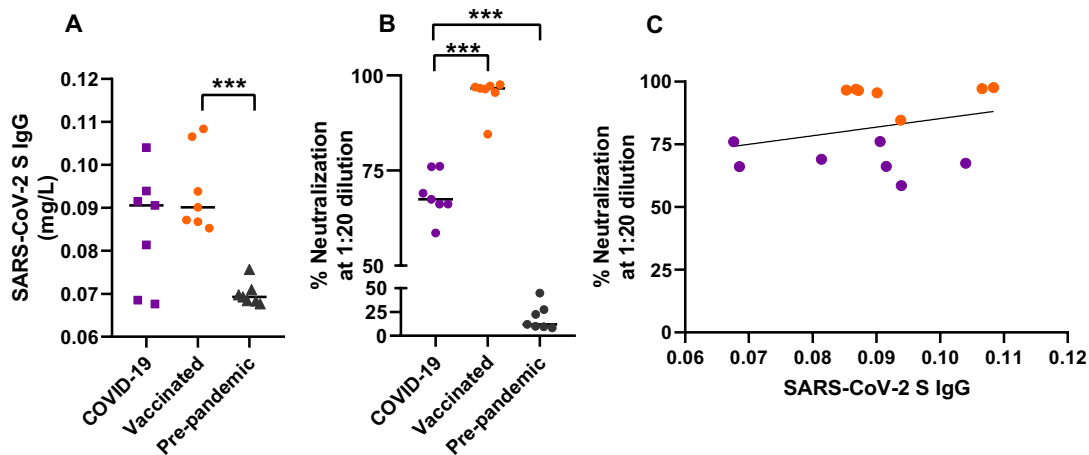 A
SARS-CoV-2 S IgG
(mg/L)
0.12
0.11
0.10
0.09
0.08
0.07
0.06
***
COVID-19
Vaccinated
Pre-pandemic
B
% Neutralization
at 1:20 dilution
100
75
50
50
25
0
***
***
COVID-19
Vaccinated
Pre-pandemic
C
% Neutralization
at 1:20 dilution
100
75
50
25
0
0.06 0.07 0.08 0.09 0.10 0.11 0.12
SARS-CoV-2 S IgG